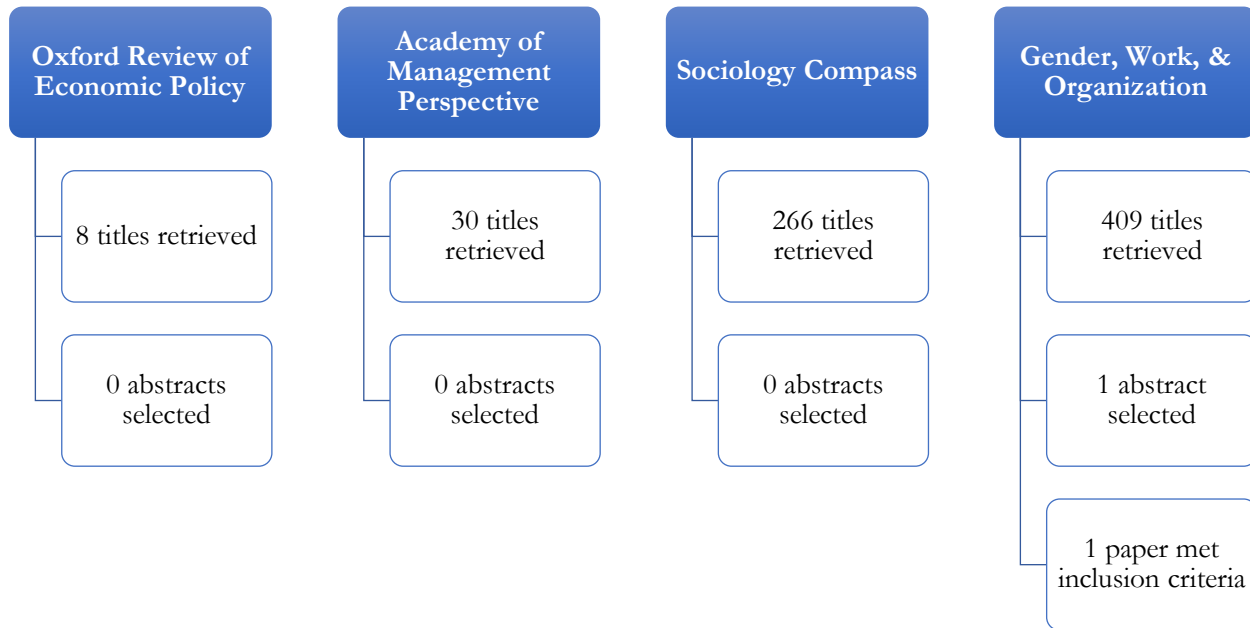 Oxford Review of
Economic Policy
8 titles retrieved
0 abstracts
selected
Academy of
Management
Perspective
30 titles
retrieved
0 abstracts
selected
Sociology Compass
266 titles
retrieved
0 abstracts
selected
Gender, Work, &
Organization
409 titles
retrieved
1 abstract
selected
1 paper met
inclusion criteria